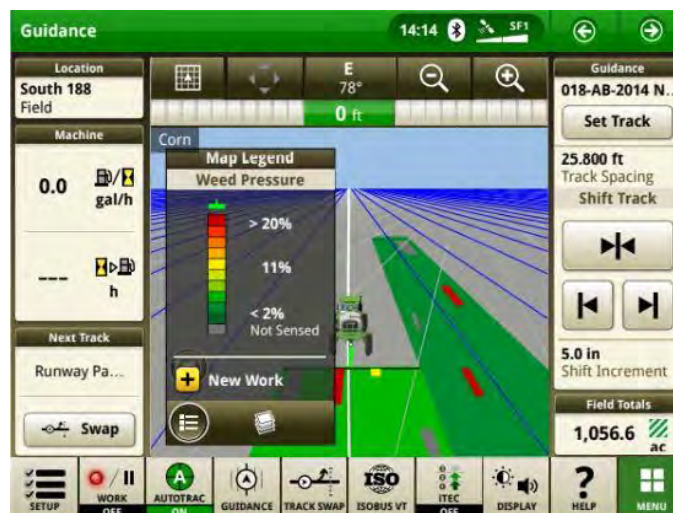 Guidance
14:14
SF1
Location
South 188
Field
Machine
0.0
gal/h
---
h
Next Track
Runway Pa...
Swap
E
78°
0 ft
Corn
Map Legend
Weed Pressure
> 20%
11%
< 2%
Not Sensed
New Work
Guidance
018-AB-2014 N..
Set Track
25.800 ft
Track Spacing
Shift Track
5.0 in
Shift Increment
Field Totals
1,056.6
ac
SETUP
WORK
OFF
A
AUTOTRAC
ON
GUIDANCE
TRACK SWAP
ISO
ISOBUS VT
iTEC
OFF
DISPLAY
?
HELP
MENU